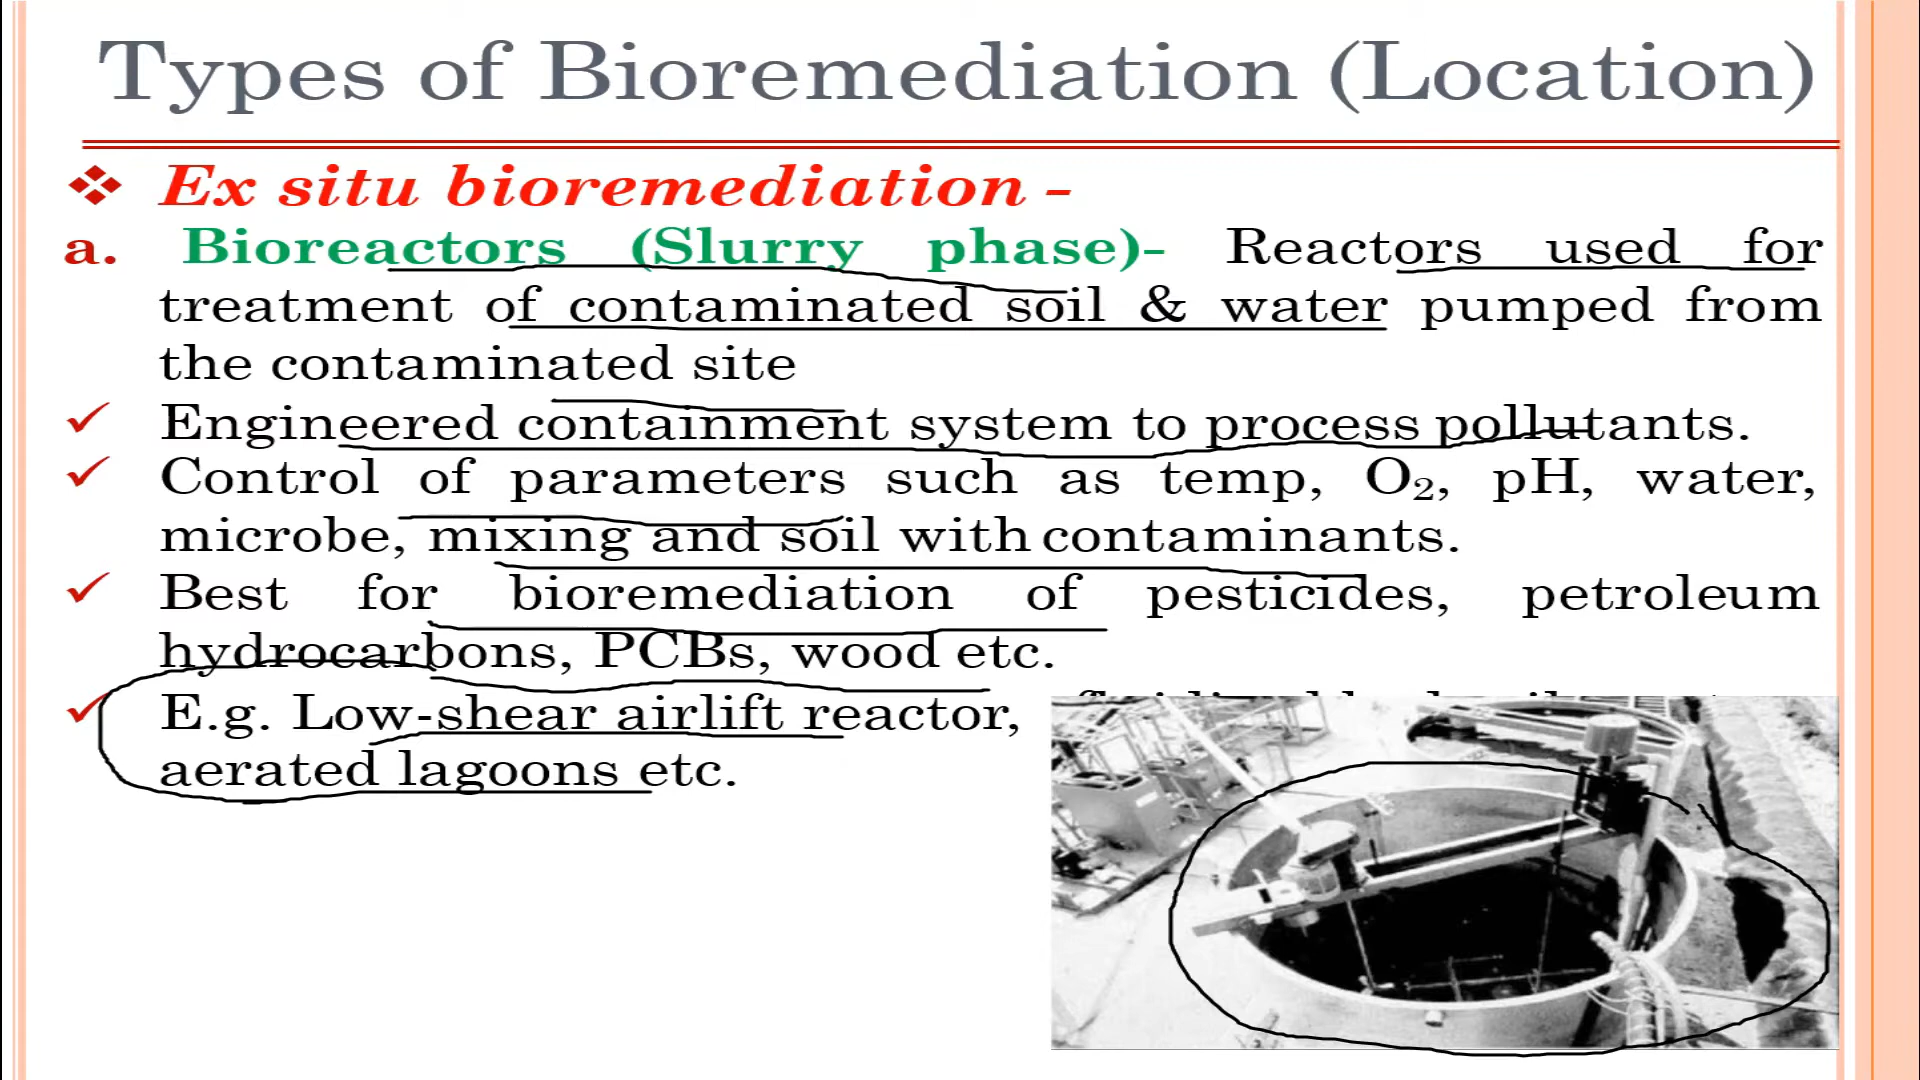 Types of Bioremediation (Location)
❖ Ex situ bioremediation -
a. Bioreactors (Slurry phase)- Reactors used for
treatment of contaminated soil & water pumped from
the contaminated site
✓ Engineered containment system to process pollutants.
✓ Control of parameters such as temp, O₂, pH, water,
microbe, mixing and soil with contaminants.
✓ Best for bioremediation of pesticides, petroleum
hydrocarbons, PCBs, wood etc.
✓ E.g. Low-shear airlift reactor,
aerated lagoons etc.